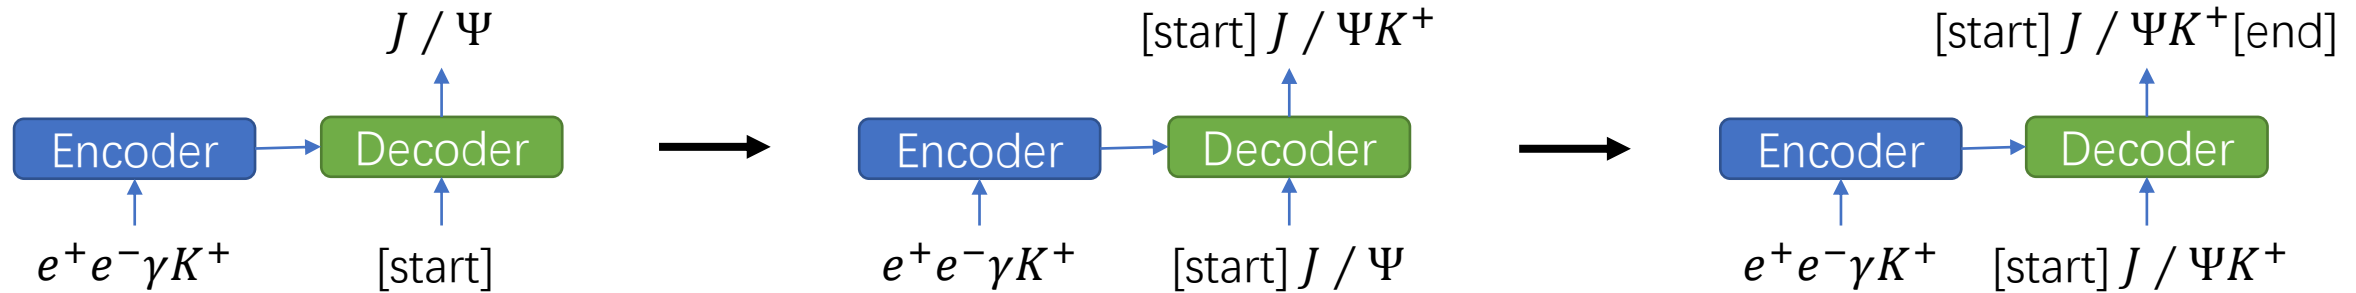 J / Ψ [start] J / ΨK⁺ [start] J / ΨK⁺[end]
Encoder Decoder Encoder Decoder Encoder Decoder
e⁺e⁻γK⁺ [start] e⁺e⁻γK⁺ [start] J / Ψ e⁺e⁻γK⁺ [start] J / ΨK⁺